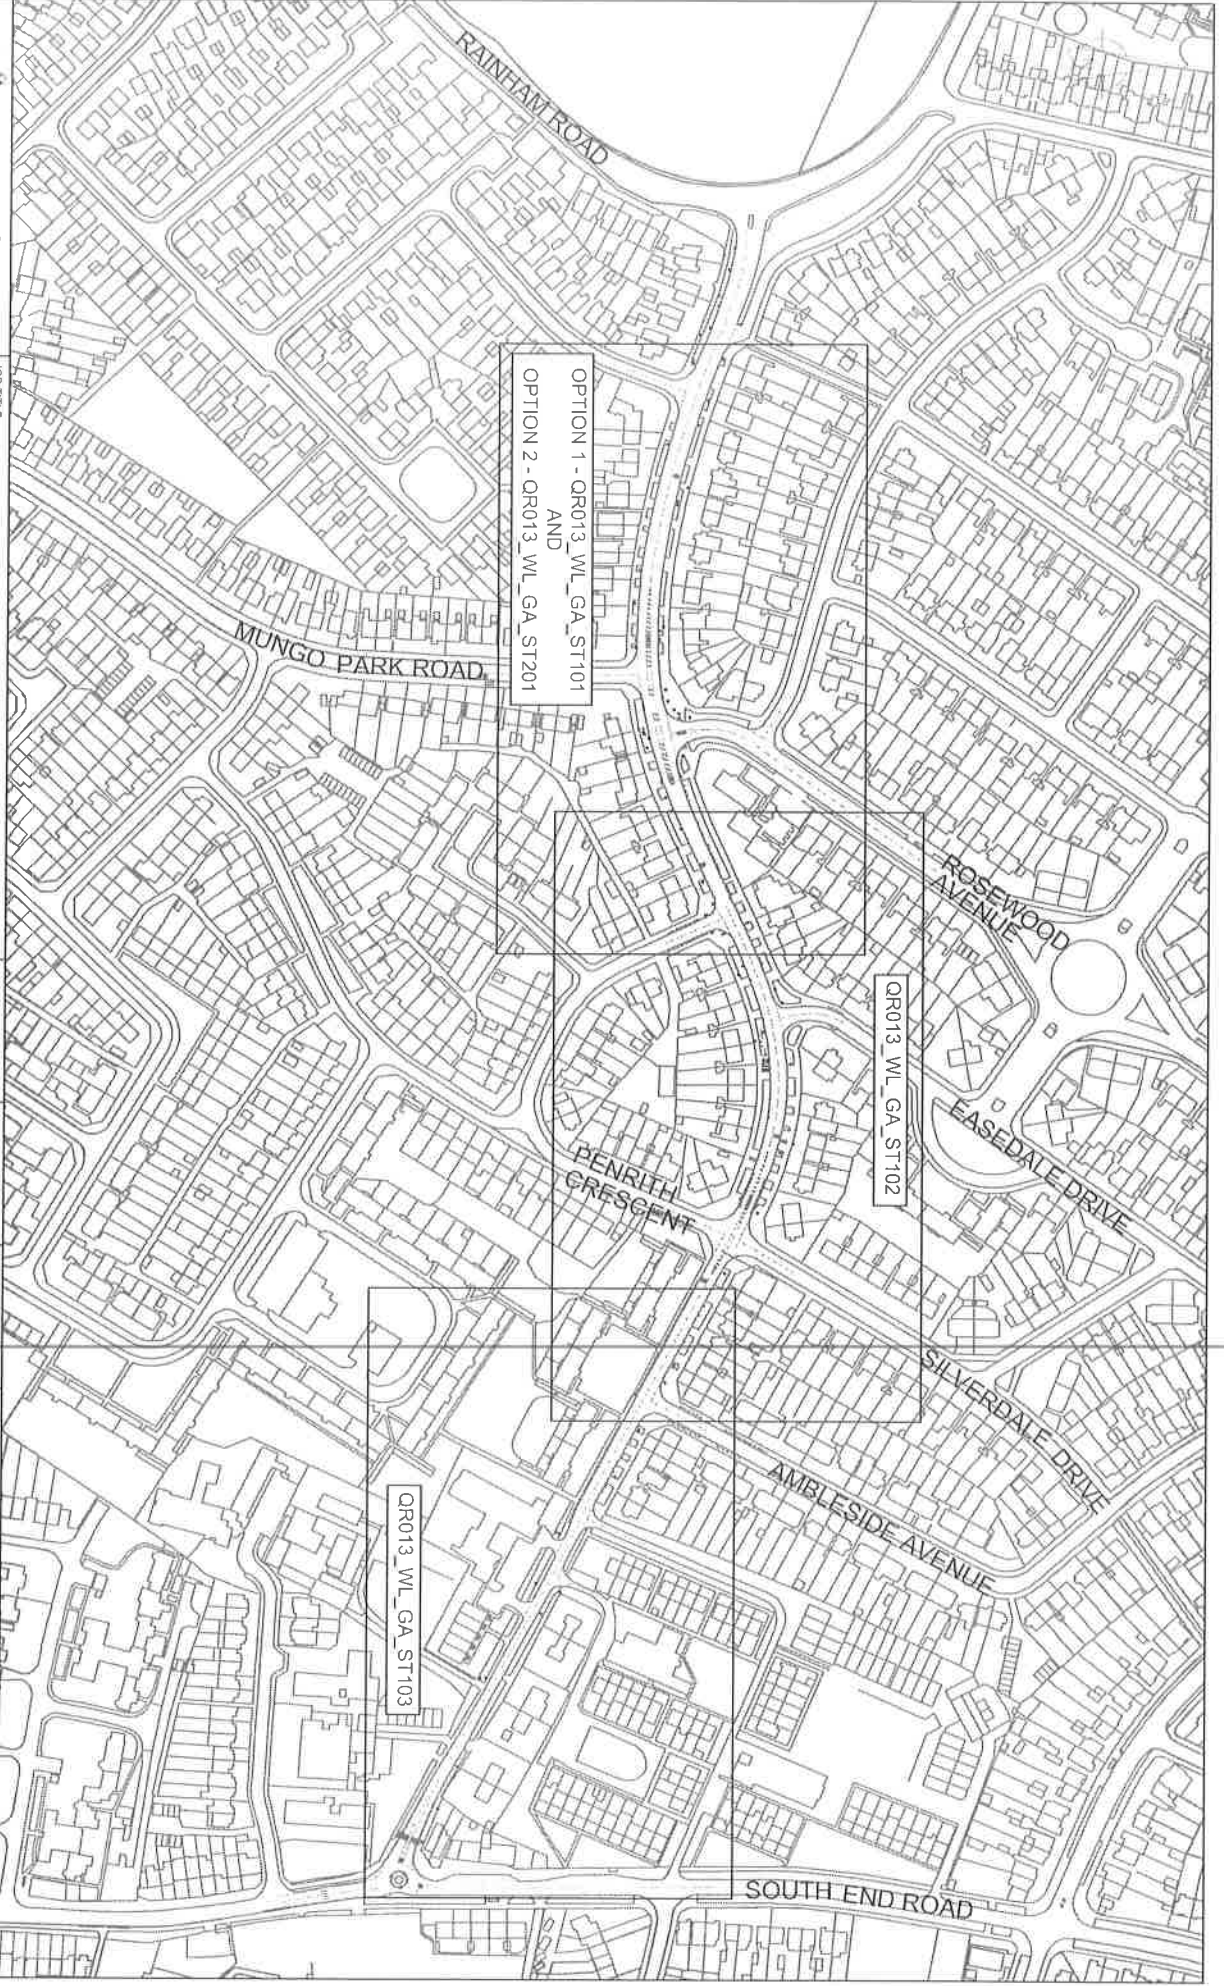 RAINHAM ROAD
OPTION 1 - QR013_WL_GA_ST101
AND
OPTION 2 - QR013_WL_GA_ST201
MUNGO PARK ROAD
ROSEWOOD
AVENUE
QR013_WL_GA_ST102
EASEDALE DRIVE
PENRITH
CRESCENT
SILVERDALE DRIVE
AMBLESIDE AVENUE
QR013_WL_GA_ST103
SOUTH END ROAD